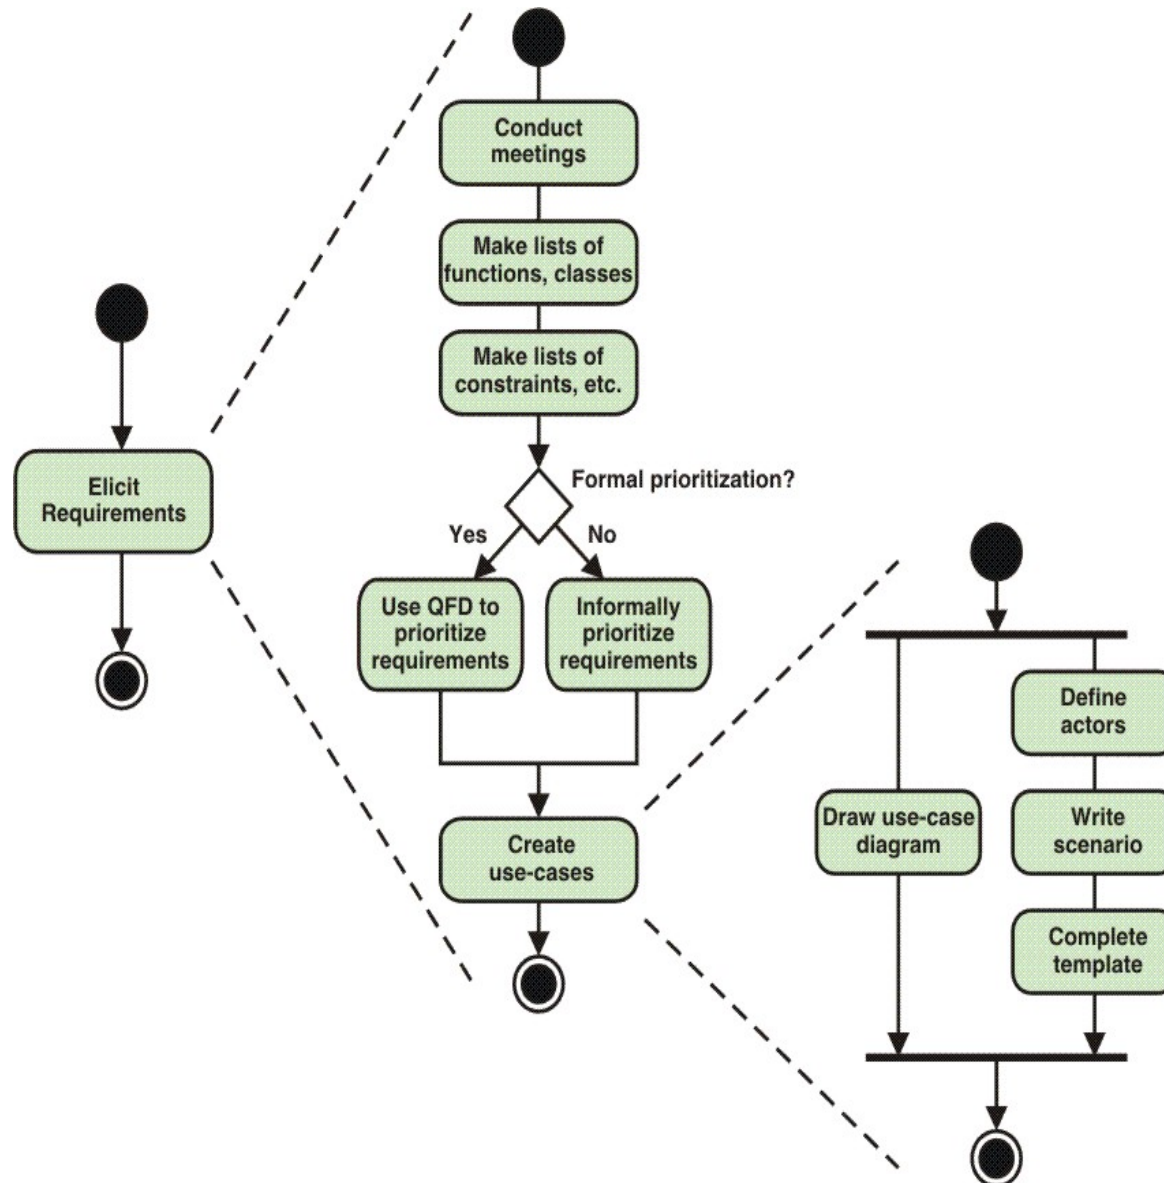 Conduct
meetings
Make lists of
functions, classes
Make lists of
constraints, etc.
Elicit
Requirements
Formal prioritization?
Yes
No
Use QFD to
prioritize
requirements
Informally
prioritize
requirements
Create
use-cases
Draw use-case
diagram
Define
actors
Write
scenario
Complete
template